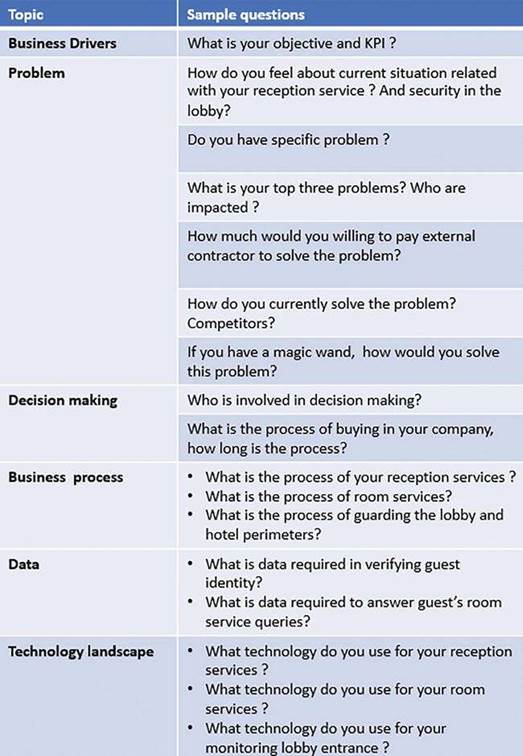 Topic
Sample questions
Business Drivers
What is your objective and KPI ?
Problem
How do you feel about current situation related
with your reception service ? And security in the
lobby?
Do you have specific problem ?
What is your top three problems? Who are
impacted ?
How much would you willing to pay external
contractor to solve the problem?
How do you currently solve the problem?
Competitors?
If you have a magic wand, how would you solve
this problem?
Decision making
Who is involved in decision making?
What is the process of buying in your company,
how long is the process?
Business process
• What is the process of your reception services ?
• What is the process of room services?
• What is the process of guarding the lobby and
hotel perimeters?
Data
• What is data required in verifying guest
identity?
• What is data required to answer guest's room
service queries?
Technology landscape
• What technology do you use for your reception
services ?
• What technology do you use for your room
services ?
• What technology do you use for your
monitoring lobby entrance ?